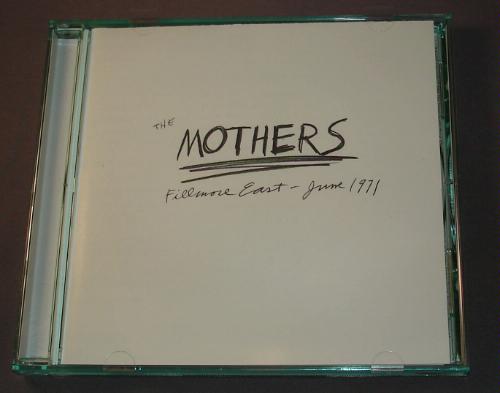 THE
MOTHERS
Fillmore East - June 1971